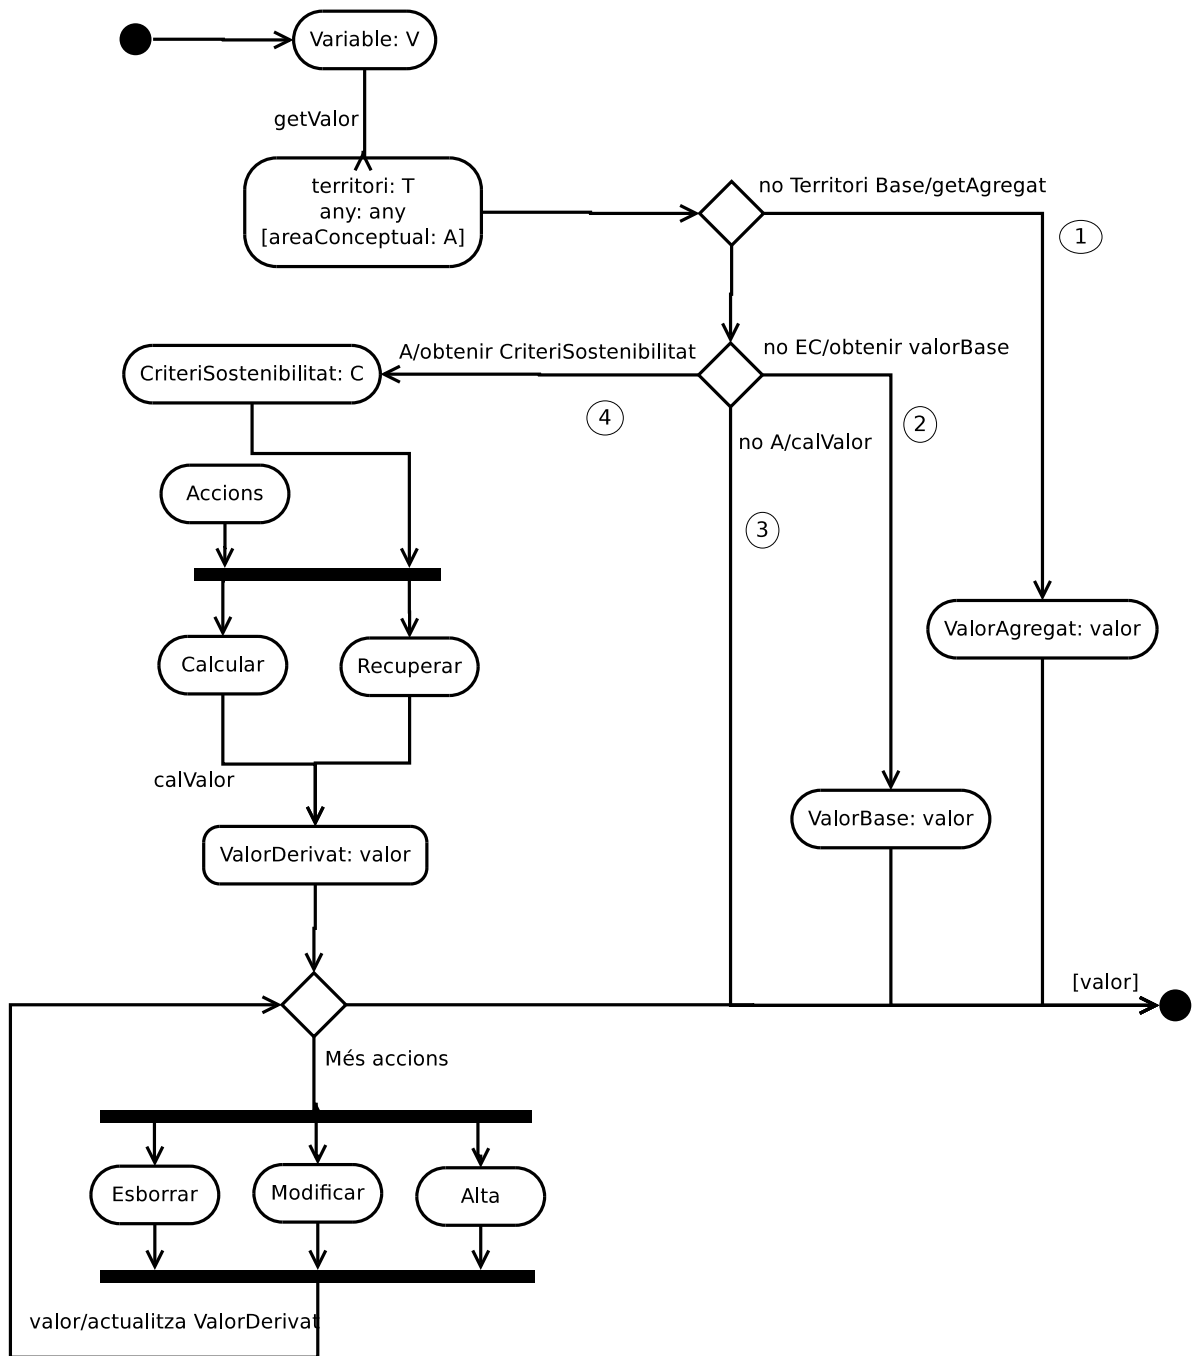 Variable: V
getValor
territori: T
any: any
[areaConceptual: A]
no Territori Base/getAgregat
1
A/obtenir CriteriSostenibilitat
no EC/obtenir valorBase
CriteriSostenibilitat: C
4
2
no A/calValor
Accions
3
ValorAgregat: valor
Calcular
Recuperar
calValor
ValorBase: valor
ValorDerivat: valor
[valor]
Més accions
Esborrar
Modificar
Alta
valor/actualitza ValorDerivat